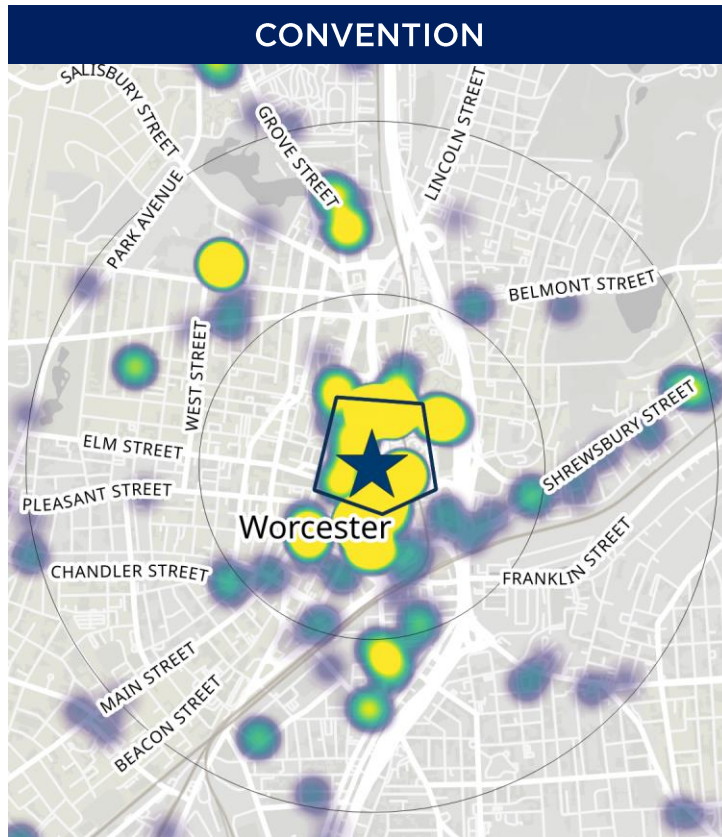 CONVENTION
SALISBURY STREET
GROVE STREET
LINCOLN STREET
PARK AVENUE
BELMONT STREET
WEST STREET
SHREWSBURY STREET
ELM STREET
PLEASANT STREET
Worcester
CHANDLER STREET
FRANKLIN STREET
MAIN STREET
BEACON STREET